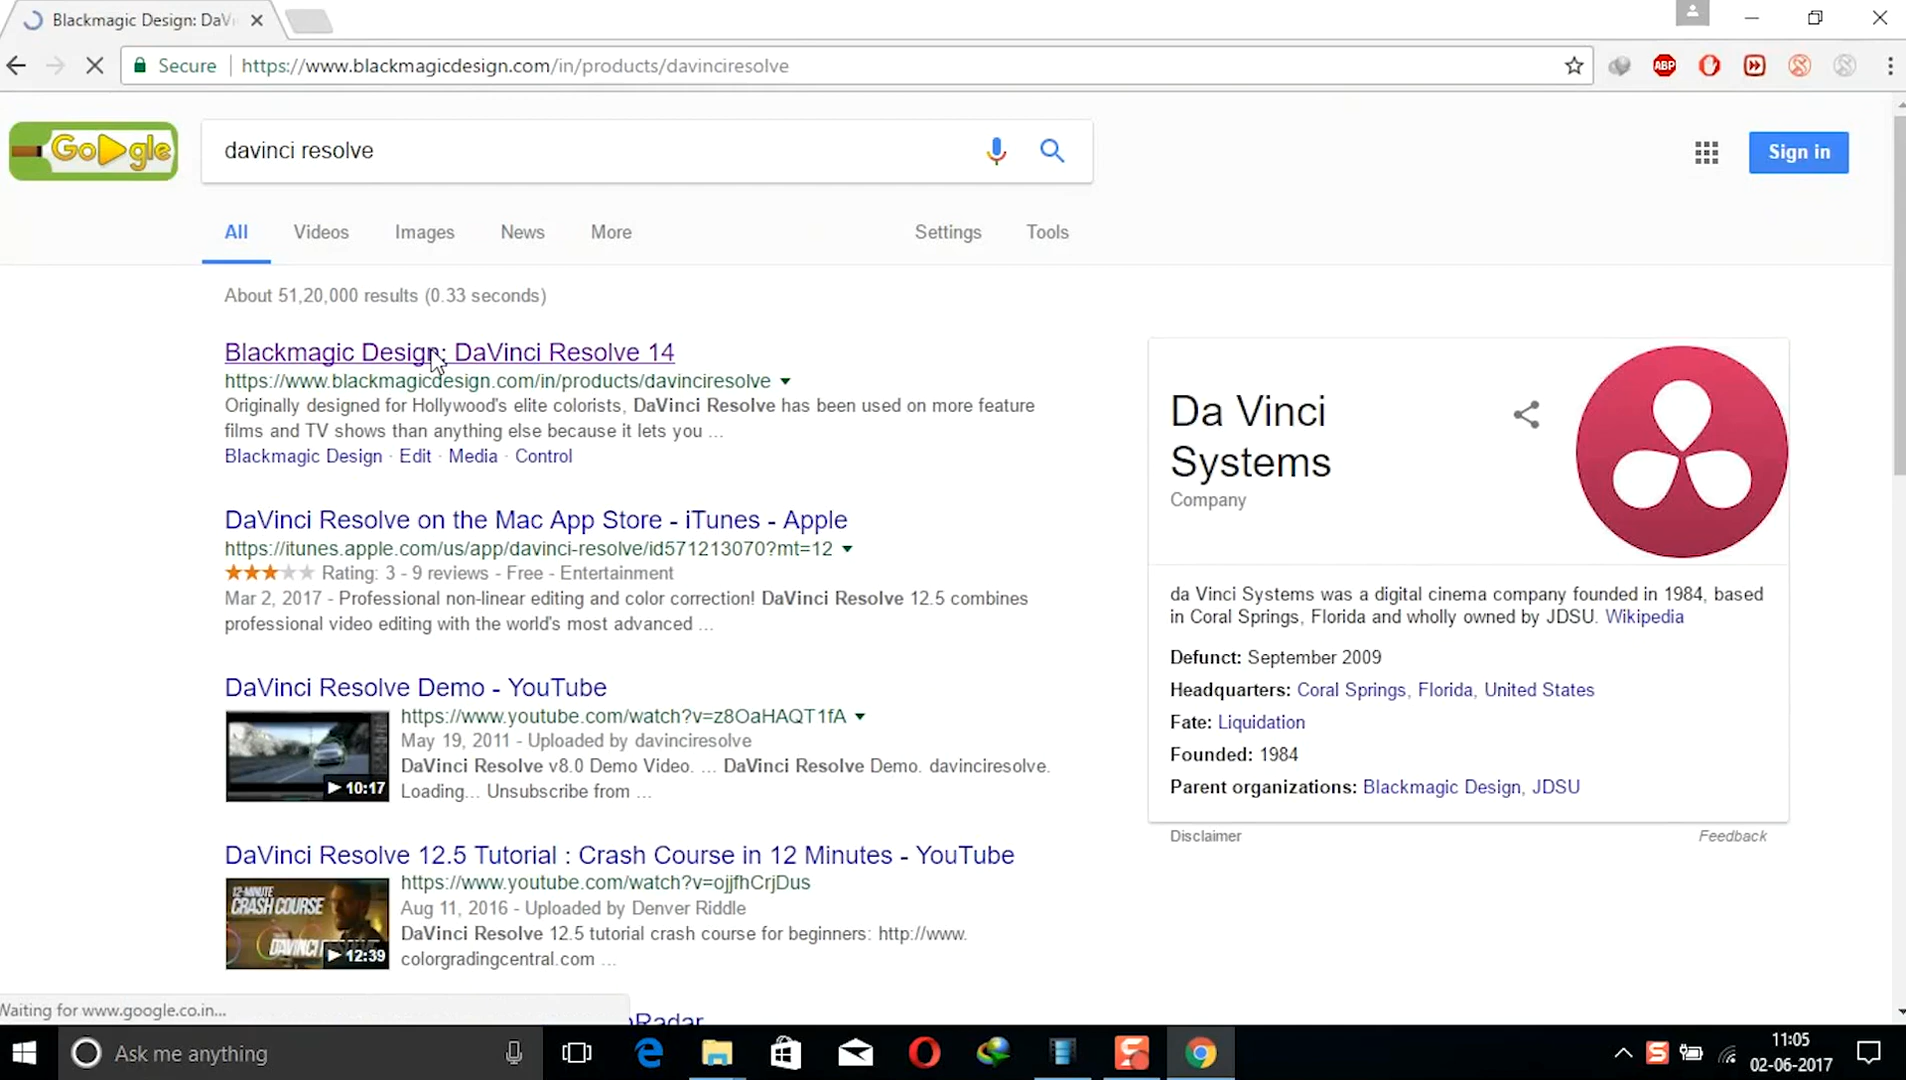 Blackmagic Design: DaV
Secure https://www.blackmagicdesign.com/in/products/davinciresolve
ABP
Google
davinci resolve
Sign in
All Videos Images News More Settings Tools
About 51,20,000 results (0.33 seconds)
Blackmagic Design: DaVinci Resolve 14
https://www.blackmagicdesign.com/in/products/davinciresolve
Originally designed for Hollywood's elite colorists, DaVinci Resolve has been used on more feature
films and TV shows than anything else because it lets you ...
Blackmagic Design · Edit · Media · Control
DaVinci Resolve on the Mac App Store - iTunes - Apple
https://itunes.apple.com/us/app/davinci-resolve/id571213070?mt=12
Rating: 3 - 9 reviews - Free - Entertainment
Mar 2, 2017 - Professional non-linear editing and color correction! DaVinci Resolve 12.5 combines
professional video editing with the world's most advanced ...
DaVinci Resolve Demo - YouTube
https://www.youtube.com/watch?v=z8OaHAQT1fA
May 19, 2011 - Uploaded by davinciresolve
DaVinci Resolve v8.0 Demo Video. ... DaVinci Resolve Demo. davinciresolve.
Loading... Unsubscribe from ...
10:17
DaVinci Resolve 12.5 Tutorial : Crash Course in 12 Minutes - YouTube
https://www.youtube.com/watch?v=ojjfhCrjDus
Aug 11, 2016 - Uploaded by Denver Riddle
DaVinci Resolve 12.5 tutorial crash course for beginners: http://www.
colorgradingcentral.com ...
12-MINUTE
CRASH COURSE
DAVINCI
12:39
Da Vinci
Systems
Company
da Vinci Systems was a digital cinema company founded in 1984, based
in Coral Springs, Florida and wholly owned by JDSU. Wikipedia
Defunct: September 2009
Headquarters: Coral Springs, Florida, United States
Fate: Liquidation
Founded: 1984
Parent organizations: Blackmagic Design, JDSU
Disclaimer Feedback
Waiting for www.google.co.in...
Radar
Ask me anything
11:05
02-06-2017